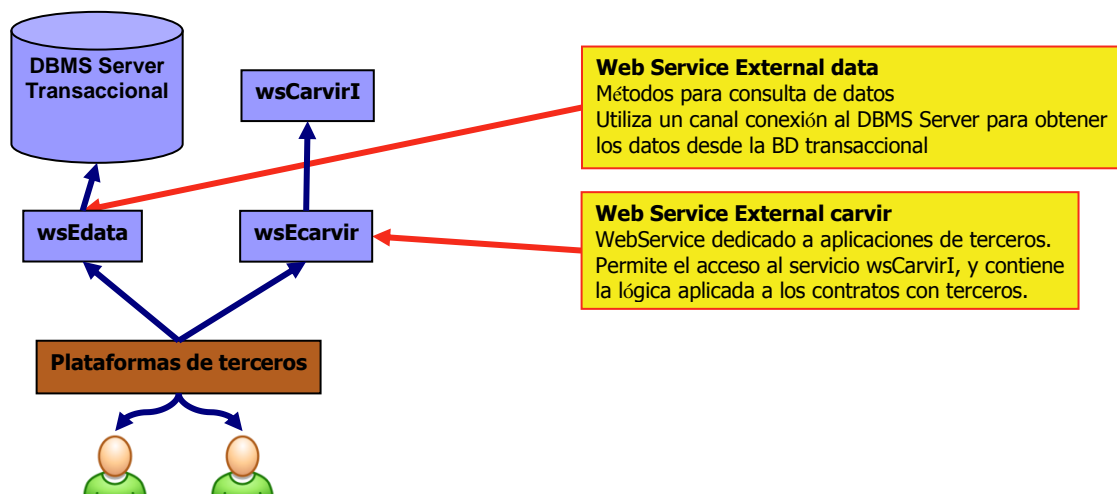 DBMS Server
Transaccional
wsCarvirI
Web Service External data
Métodos para consulta de datos
Utiliza un canal conexión al DBMS Server para obtener
los datos desde la BD transaccional
wsEdata
wsEcarvir
Web Service External carvir
WebService dedicado a aplicaciones de terceros.
Permite el acceso al servicio wsCarvirI, y contiene
la lógica aplicada a los contratos con terceros.
Plataformas de terceros